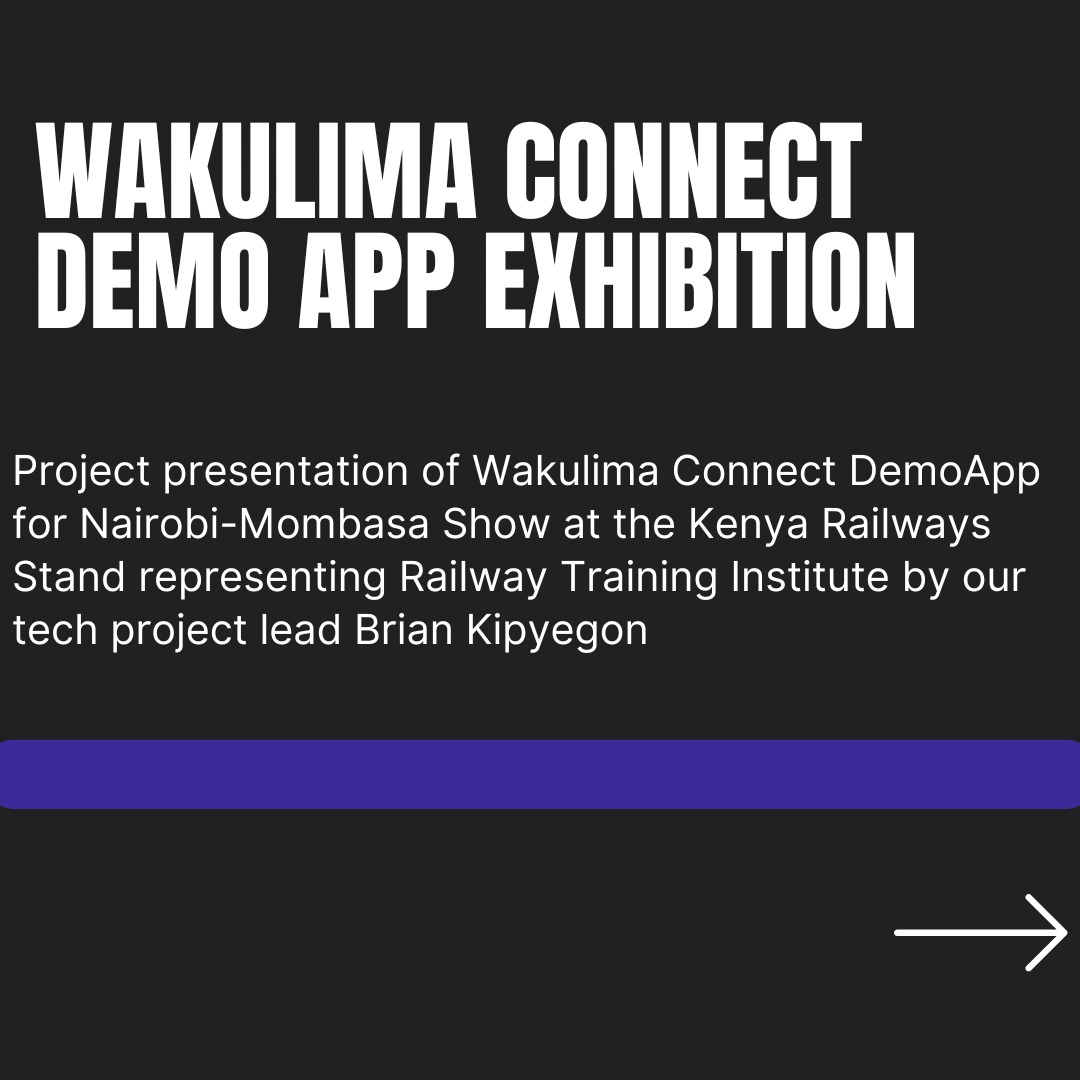 WAKULIMA CONNECT
DEMO APP EXHIBITION
Project presentation of Wakulima Connect DemoApp
for Nairobi-Mombasa Show at the Kenya Railways
Stand representing Railway Training Institute by our
tech project lead Brian Kipyegon